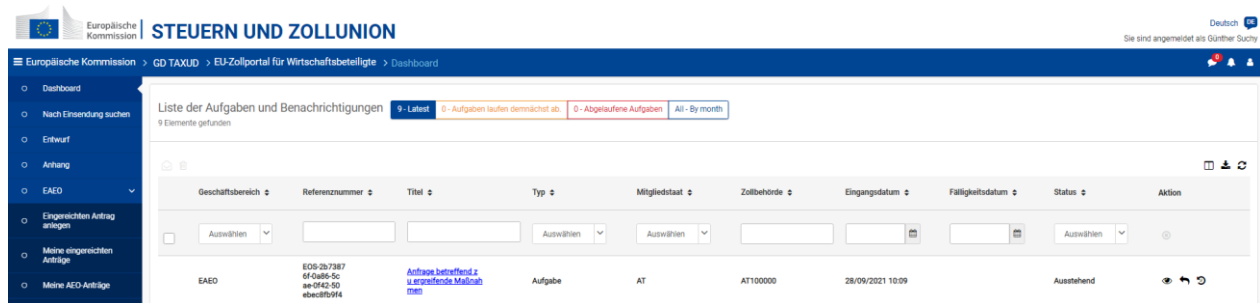 Europäische
Kommission
STEUERN UND ZOLLUNION
Deutsch DE
Sie sind angemeldet als Günther Suchy
Europäische Kommission > GD TAXUD > EU-Zollportal für Wirtschaftsbeteiligte > Dashboard
0
Dashboard
Nach Einsendung suchen
Entwurf
Anhang
EAEO
Eingereichten Antrag
anlegen
Meine eingereichten
Anträge
Meine AEO-Anträge
Liste der Aufgaben und Benachrichtigungen 9 - Latest 0 - Aufgaben laufen demnächst ab. 0 - Abgelaufene Aufgaben All - By month
9 Elemente gefunden
Geschäftsbereich Referenznummer Titel Typ Mitgliedstaat Zollbehörde Eingangsdatum Fälligkeitsdatum Status Aktion
Auswählen Auswählen Auswählen Auswählen
EAEO
EOS-2b7387
6f-0a86-5c
ae-0f42-50
ebec8fb9f4
Anfrage betreffend z
u ergreifende Maßnah
men
Aufgabe AT AT100000 28/09/2021 10:09 Ausstehend